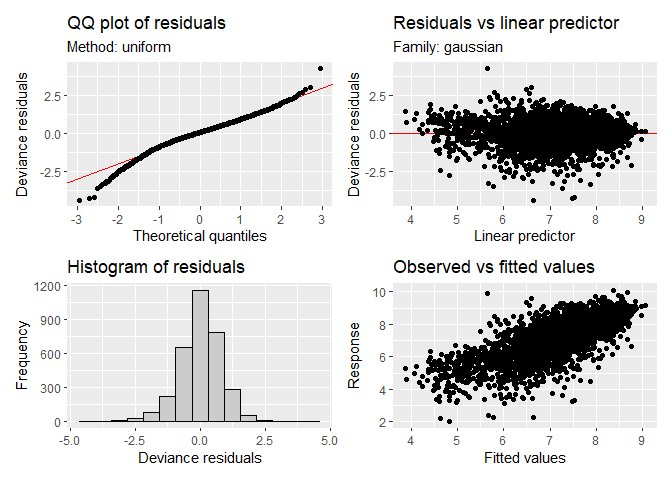 QQ plot of residuals
Method: uniform
Deviance residuals
2.5
0.0
-2.5
-3 -2 -1 0 1 2 3
Theoretical quantiles
Residuals vs linear predictor
Family: gaussian
Deviance residuals
2.5
0.0
-2.5
4 5 6 7 8 9
Linear predictor
Histogram of residuals
Frequency
1200
900
600
300
0
-5.0 -2.5 0.0 2.5 5.0
Deviance residuals
Observed vs fitted values
Response
10
8
6
4
2
4 5 6 7 8 9
Fitted values